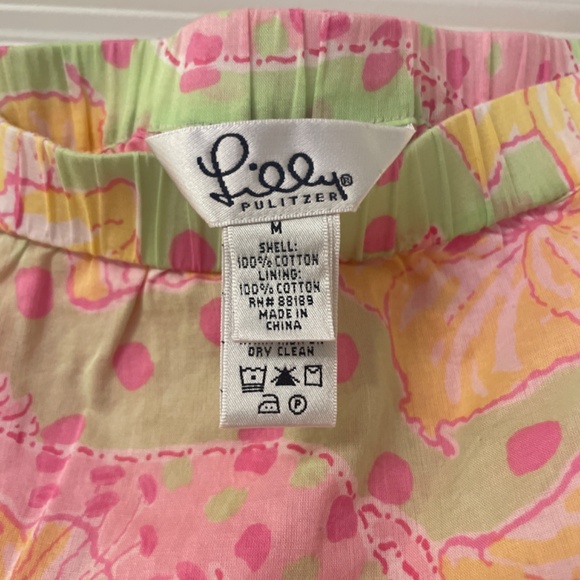 Lilly®
PULITZER
M
SHELL:
100% COTTON
LINING:
100% COTTON
RN# 88189
MADE IN
CHINA
DRY CLEAN
P